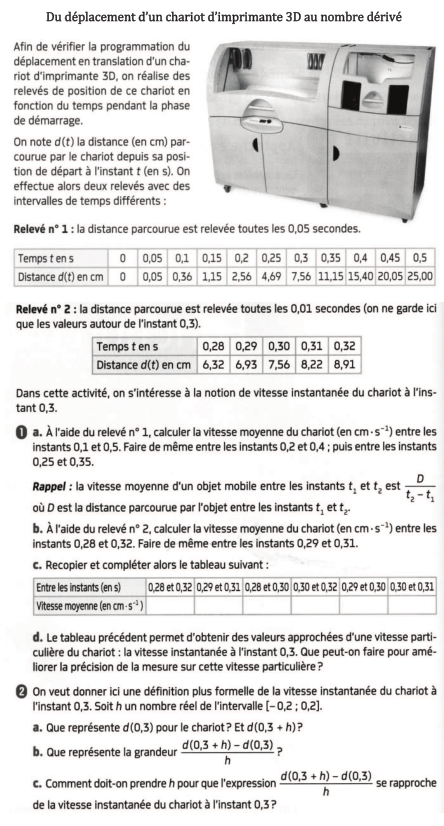 Du déplacement d'un chariot d'imprimante 3D au nombre dérivé
Afin de vérifier la programmation du
déplacement en translation d'un cha-
riot d'imprimante 3D, on réalise des
relevés de position de ce chariot en
fonction du temps pendant la phase
de démarrage.
On note d(t) la distance (en cm) par-
courue par le chariot depuis sa posi-
tion de départ à l'instant t (en s). On
effectue alors deux relevés avec des
intervalles de temps différents :
Relevé n° 1 : la distance parcourue est relevée toutes les 0,05 secondes.
Temps t en s 0 0,05 0,1 0,15 0,2 0,25 0,3 0,35 0,4 0,45 0,5
Distance d(t) en cm 0 0,05 0,36 1,15 2,56 4,69 7,56 11,15 15,40 20,05 25,00
Relevé n° 2 : la distance parcourue est relevée toutes les 0,01 secondes (on ne garde ici
que les valeurs autour de l'instant 0,3).
Temps t en s 0,28 0,29 0,30 0,31 0,32
Distance d(t) en cm 6,32 6,93 7,56 8,22 8,91
Dans cette activité, on s'intéresse à la notion de vitesse instantanée du chariot à l'ins-
tant 0,3.
1 a. À l'aide du relevé n° 1, calculer la vitesse moyenne du chariot (en cm·s⁻¹) entre les
instants 0,1 et 0,5. Faire de même entre les instants 0,2 et 0,4 ; puis entre les instants
0,25 et 0,35.
Rappel : la vitesse moyenne d'un objet mobile entre les instants t₁ et t₂ est D / (t₂ – t₁)
où D est la distance parcourue par l'objet entre les instants t₁ et t₂.
b. À l'aide du relevé n° 2, calculer la vitesse moyenne du chariot (en cm·s⁻¹) entre les
instants 0,28 et 0,32. Faire de même entre les instants 0,29 et 0,31.
c. Recopier et compléter alors le tableau suivant :
Entre les instants (en s) 0,28 et 0,32 0,29 et 0,31 0,28 et 0,30 0,30 et 0,32 0,29 et 0,30 0,30 et 0,31
Vitesse moyenne (en cm·s⁻¹)
d. Le tableau précédent permet d'obtenir des valeurs approchées d'une vitesse parti-
culière du chariot : la vitesse instantanée à l'instant 0,3. Que peut-on faire pour amé-
liorer la précision de la mesure sur cette vitesse particulière ?
2 On veut donner ici une définition plus formelle de la vitesse instantanée du chariot à
l'instant 0,3. Soit h un nombre réel de l'intervalle [– 0,2 ; 0,2].
a. Que représente d(0,3) pour le chariot ? Et d(0,3 + h) ?
b. Que représente la grandeur (d(0,3 + h) – d(0,3)) / h ?
c. Comment doit-on prendre h pour que l'expression (d(0,3 + h) – d(0,3)) / h se rapproche
de la vitesse instantanée du chariot à l'instant 0,3 ?